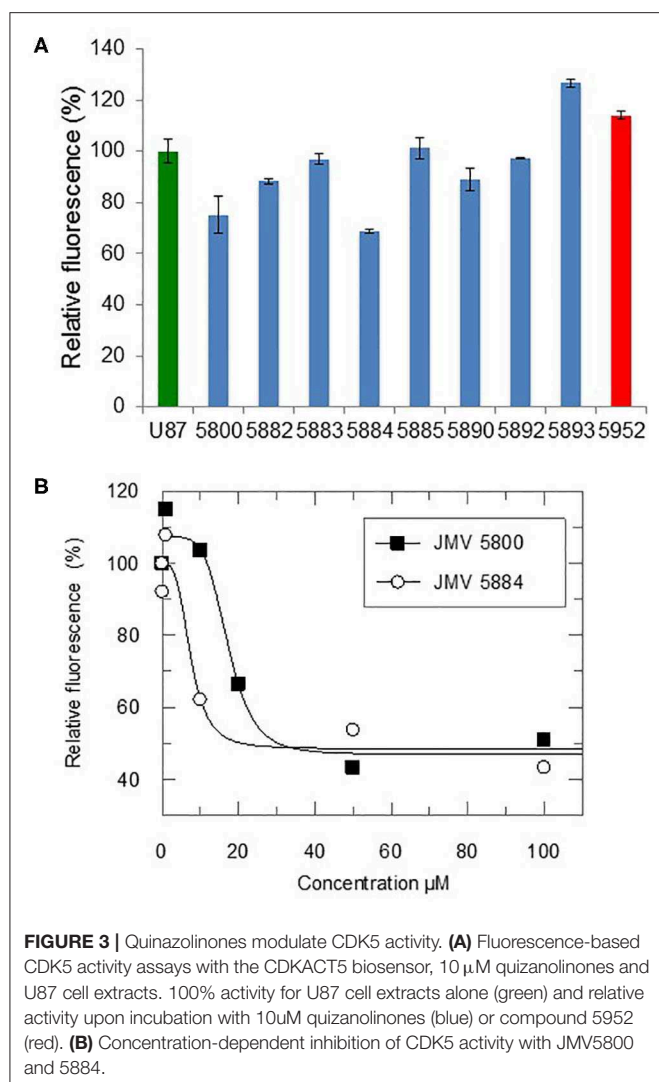 A
Relative fluorescence (%)
140
120
100
80
60
40
20
0
U87 5800 5882 5883 5884 5885 5890 5892 5893 5952
B
Relative fluorescence (%)
120
100
80
60
40
JMV 5800
JMV 5884
0 20 40 60 80 100
Concentration µM
FIGURE 3 | Quinazolinones modulate CDK5 activity. (A) Fluorescence-based
CDK5 activity assays with the CDKACT5 biosensor, 10 µM quizanolinones and
U87 cell extracts. 100% activity for U87 cell extracts alone (green) and relative
activity upon incubation with 10uM quizanolinones (blue) or compound 5952
(red). (B) Concentration-dependent inhibition of CDK5 activity with JMV5800
and 5884.